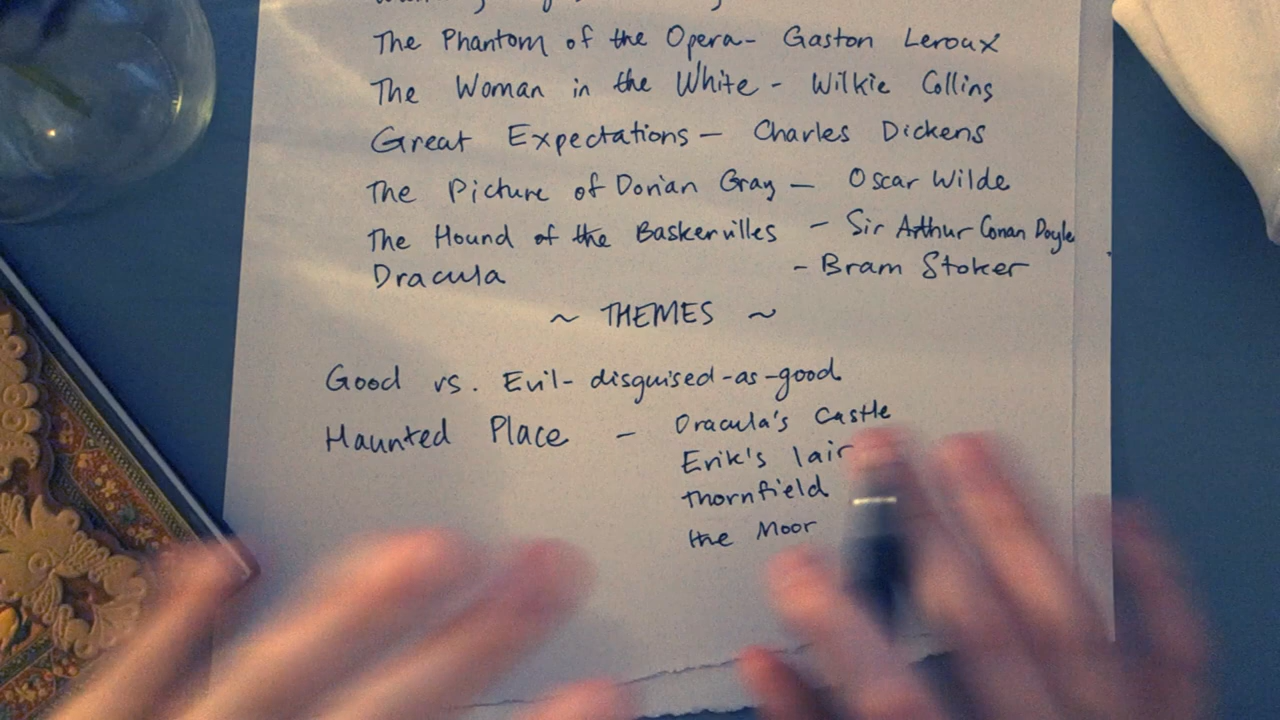 The Phantom of the Opera - Gaston Leroux
The Woman in the White - Wilkie Collins
Great Expectations - Charles Dickens
The Picture of Dorian Gray - Oscar Wilde
The Hound of the Baskervilles - Sir Arthur Conan Doyle
Dracula - Bram Stoker
~ THEMES ~
Good vs. Evil-disguised-as-good
Haunted Place - Dracula's Castle
Erik's lair
thornfield
the Moor